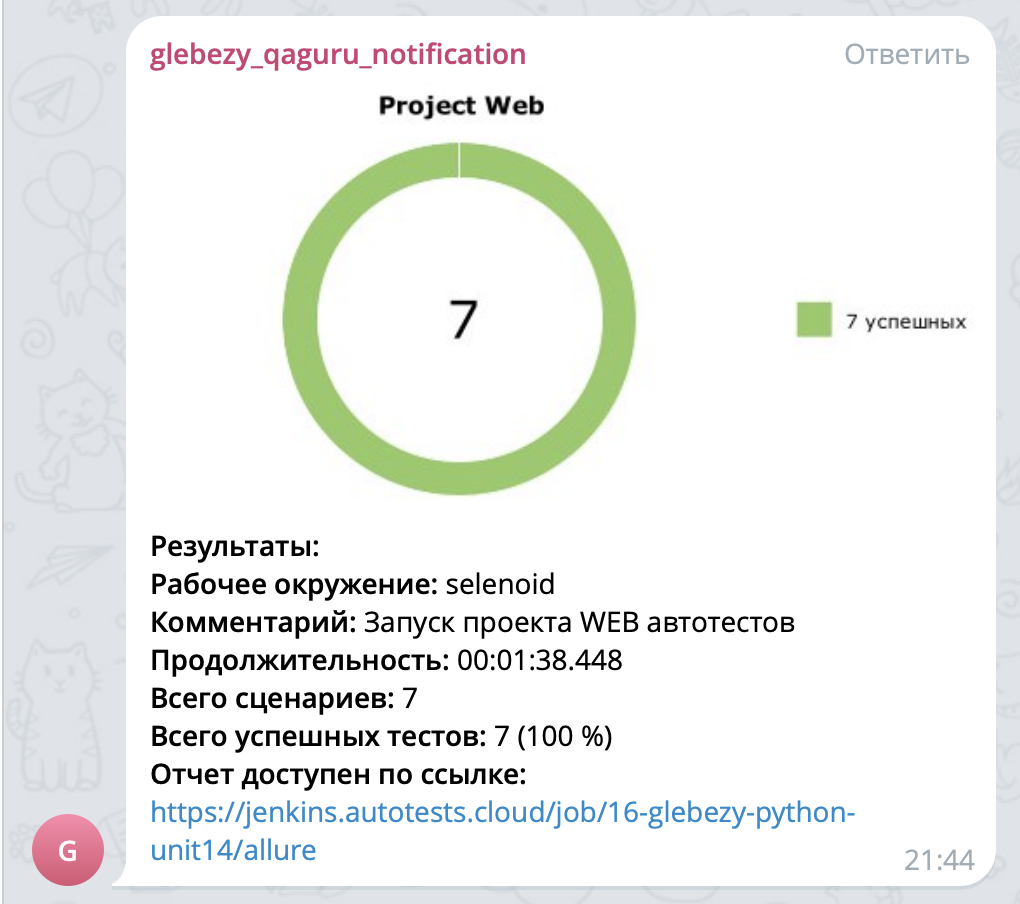 glebezy_qaguru_notification Ответить
Project Web
7
7 успешных
Результаты:
Рабочее окружение: selenoid
Комментарий: Запуск проекта WEB автотестов
Продолжительность: 00:01:38.448
Всего сценариев: 7
Всего успешных тестов: 7 (100 %)
Отчет доступен по ссылке:
https://jenkins.autotests.cloud/job/16-glebezy-python-
unit14/allure
G
21:44